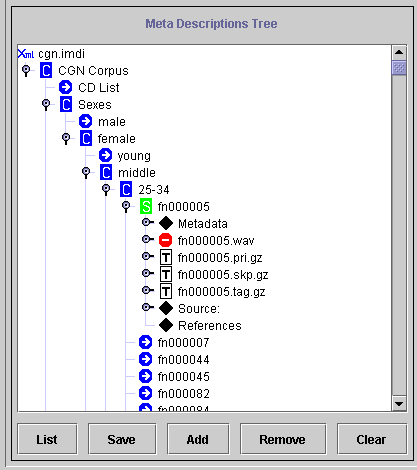 Meta Descriptions Tree
Xml cgn.imdi
C CGN Corpus
CD List
C Sexes
male
C female
young
C middle
C 25-34
S fn000005
Metadata
fn000005.wav
T fn000005.pri.gz
T fn000005.skp.gz
T fn000005.tag.gz
Source:
References
fn000007
fn000044
fn000045
fn000082
fn000084
List Save Add Remove Clear